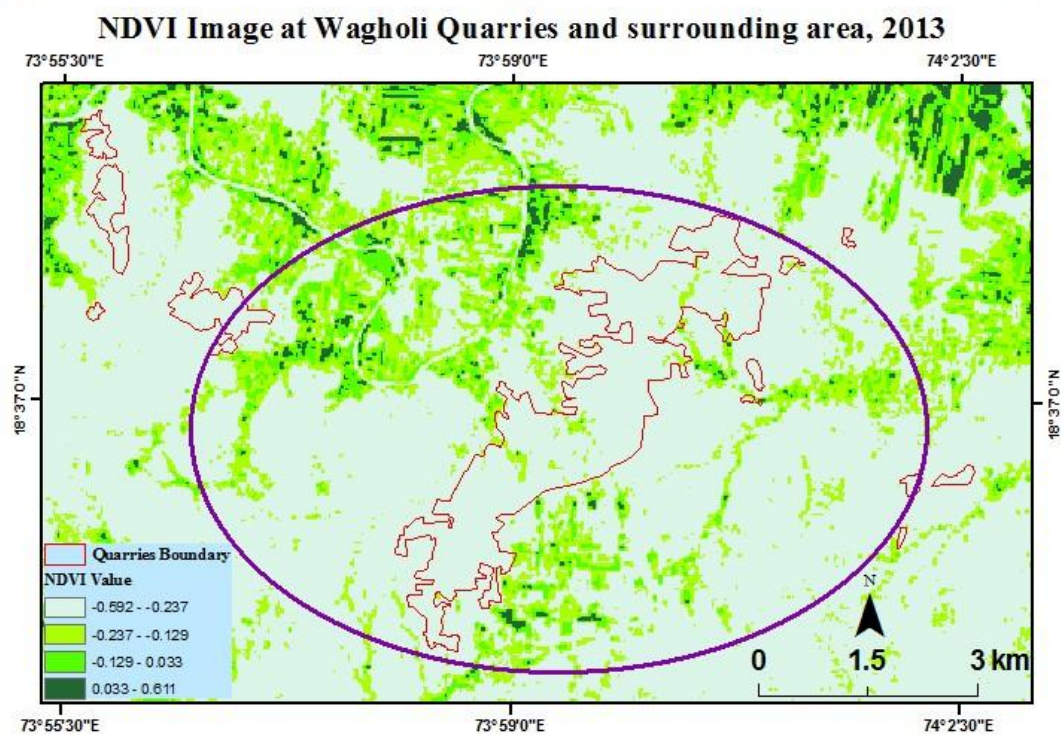 NDVI Image at Wagholi Quarries and surrounding area, 2013
73°55'30"E 73°59'0"E 74°2'30"E
18°37'0"N 18°37'0"N
Quarries Boundary
NDVI Value
-0.592 - -0.237
-0.237 - -0.129
-0.129 - 0.033
0.033 - 0.611
N
0 1.5 3 km
73°55'30"E 73°59'0"E 74°2'30"E